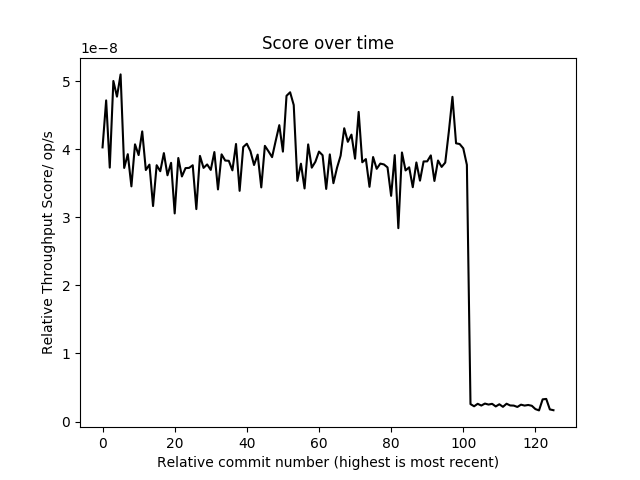 Score over time
1e−8
5
4
3
2
1
0
Relative Throughput Score/ op/s
0 20 40 60 80 100 120
Relative commit number (highest is most recent)